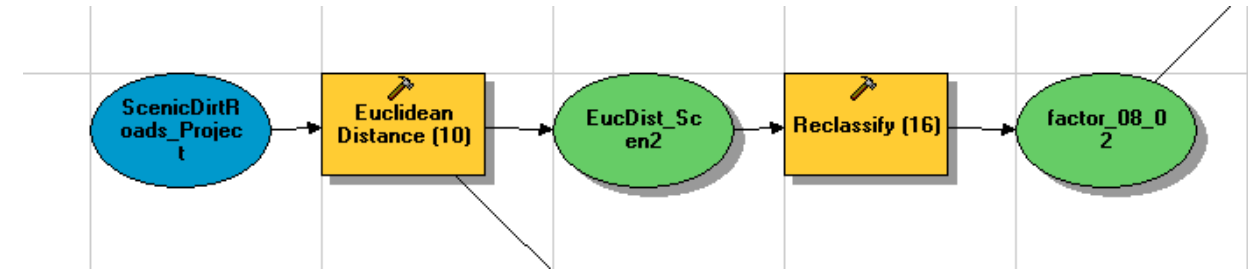 ScenicDirtR
oads_Projec
t
Euclidean
Distance (10)
EucDist_Sc
en2
Reclassify (16)
factor_08_0
2